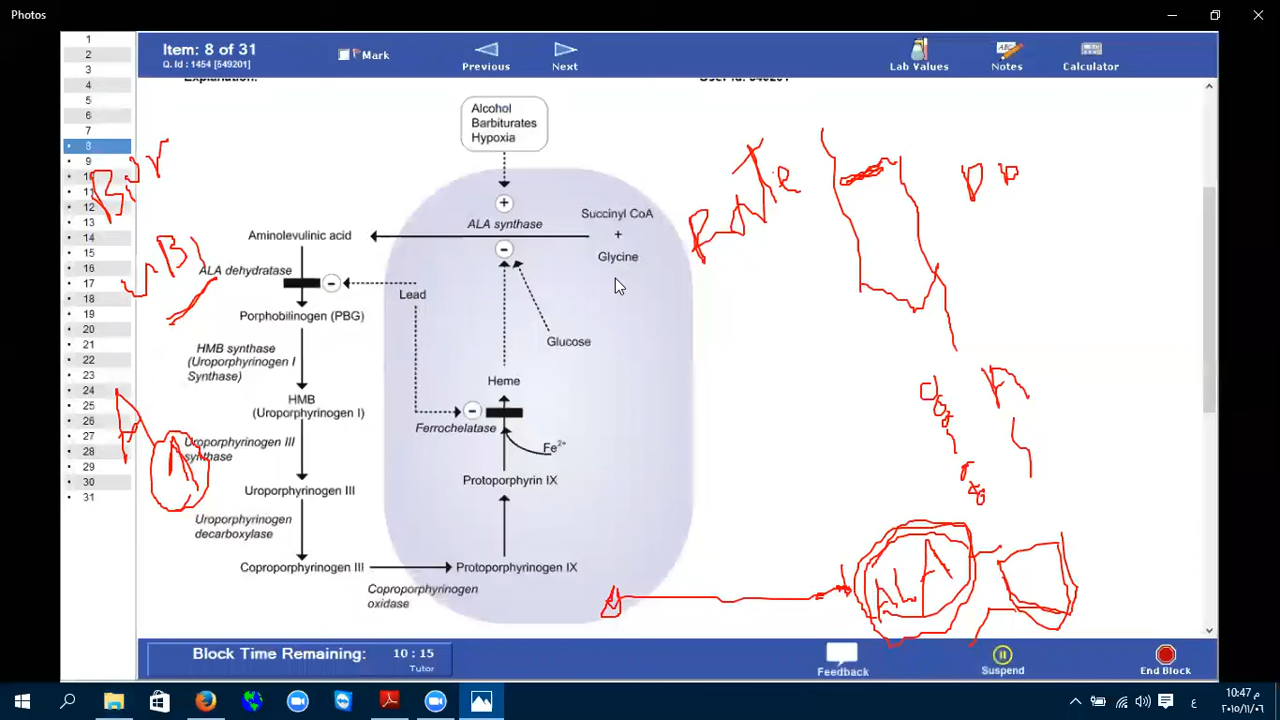 Photos
Item: 8 of 31
Q. Id : 1454 [549201]
Mark
Previous
Next
Lab Values
Notes
Calculator
1
2
3
4
5
6
7
8
9
10
11
12
13
14
15
16
17
18
19
20
21
22
23
24
25
26
27
28
29
30
31
Alcohol
Barbiturates
Hypoxia
+
ALA synthase
−
Succinyl CoA
+
Glycine
Aminolevulinic acid
ALA dehydratase
−
Lead
Porphobilinogen (PBG)
Glucose
HMB synthase
(Uroporphyrinogen I
Synthase)
Heme
HMB
(Uroporphyrinogen I)
−
Ferrochelatase
Uroporphyrinogen III
synthase
Fe2+
Protoporphyrin IX
Uroporphyrinogen III
Uroporphyrinogen
decarboxylase
Coproporphyrinogen III
Protoporphyrinogen IX
Coproporphyrinogen
oxidase
Block Time Remaining: 10 : 15
Tutor
Feedback
Suspend
End Block
ع
10:47 م